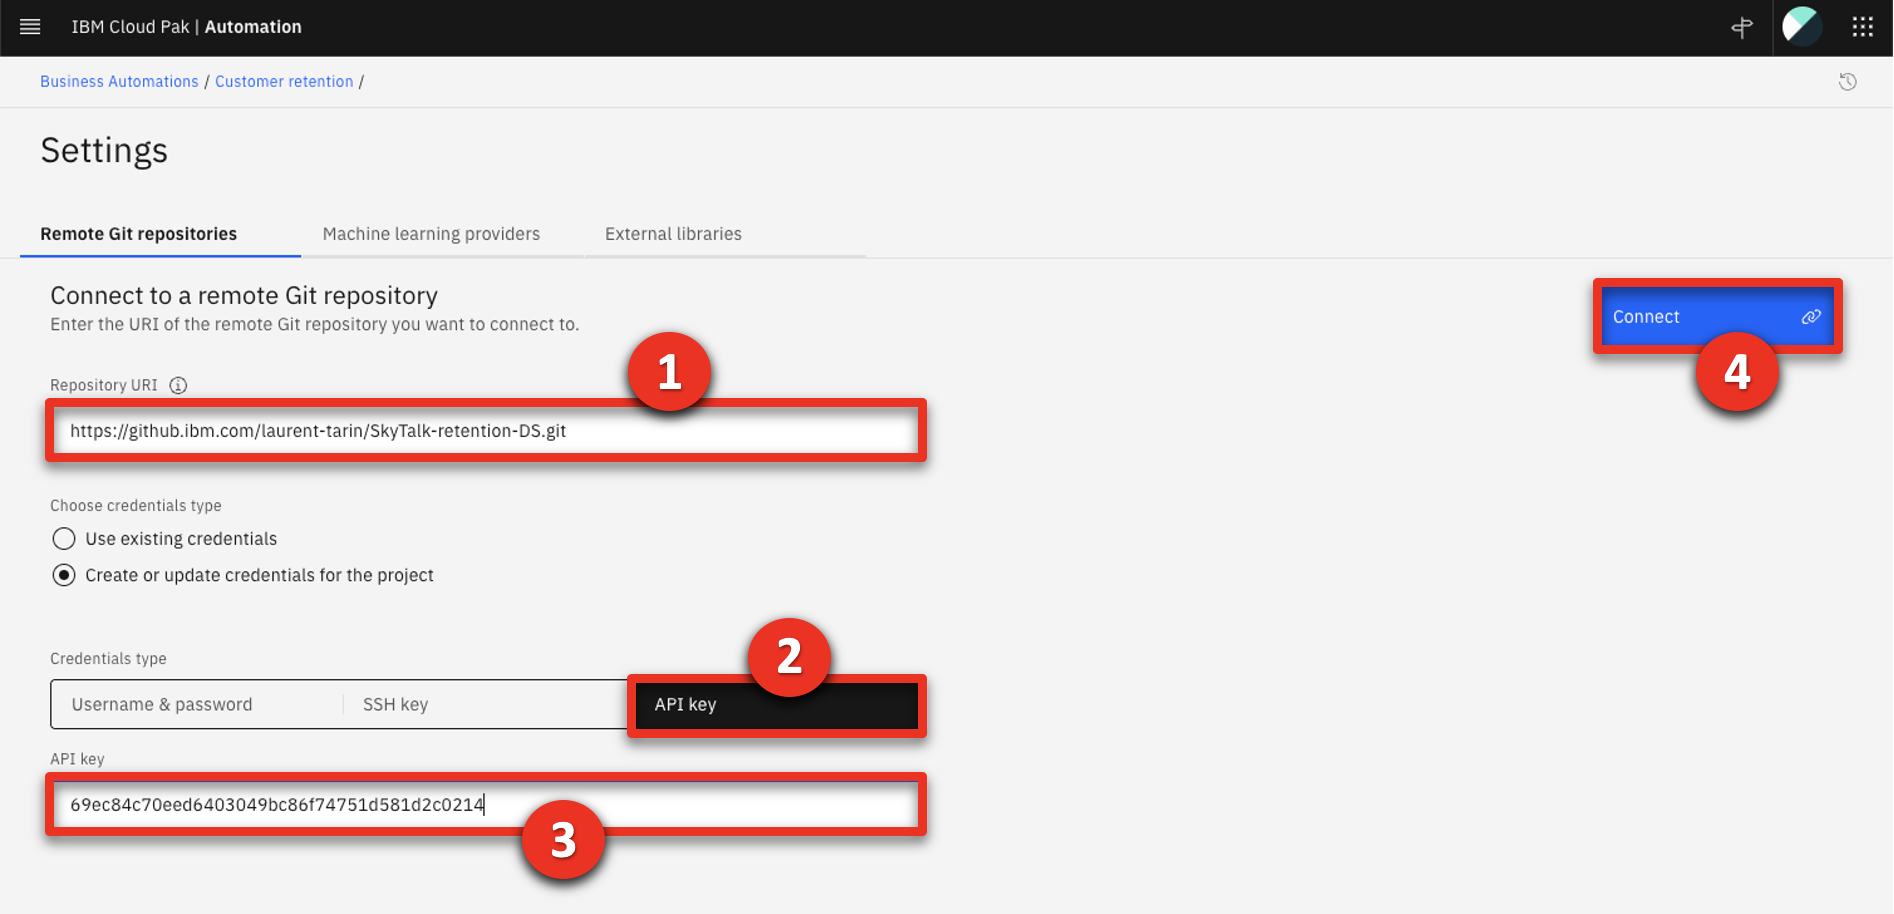 IBM Cloud Pak | Automation
Business Automations / Customer retention /
Settings
Remote Git repositories
Machine learning providers
External libraries
Connect to a remote Git repository
Enter the URI of the remote Git repository you want to connect to.
Connect
4
1
Repository URI
https://github.ibm.com/laurent-tarin/SkyTalk-retention-DS.git
Choose credentials type
Use existing credentials
Create or update credentials for the project
2
Credentials type
Username & password
SSH key
API key
API key
69ec84c70eed6403049bc86f74751d581d2c0214
3